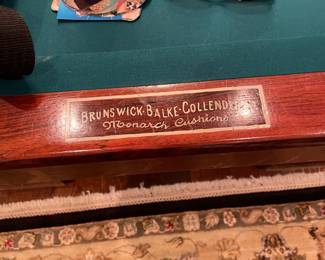 BRUNSWICK-BALKE-COLLENDER
Monarch Cushions